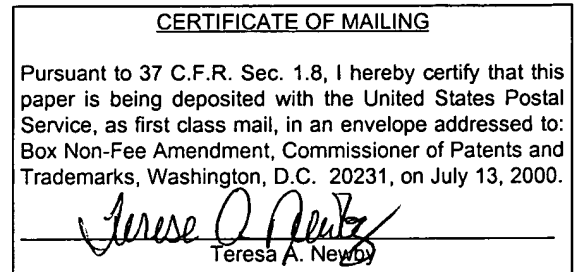 CERTIFICATE OF MAILING
Pursuant to 37 C.F.R. Sec. 1.8, I hereby certify that this
paper is being deposited with the United States Postal
Service, as first class mail, in an envelope addressed to:
Box Non-Fee Amendment, Commissioner of Patents and
Trademarks, Washington, D.C. 20231, on July 13, 2000.
Terese A Newby
Teresa A. Newby